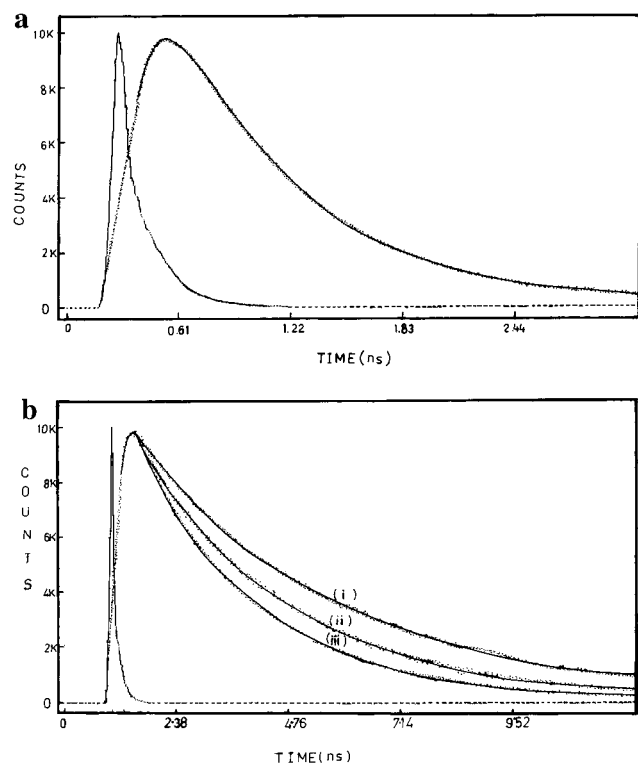 a
10K
8K
6K
4K
2K
0
COUNTS
0 0.61 1.22 1.83 2.44
TIME (ns)
b
10K
8K
6K
4K
2K
0
COUNTS
(i)
(ii)
(iii)
0 2·38 4·76 7·14 9·52
TIME (ns)